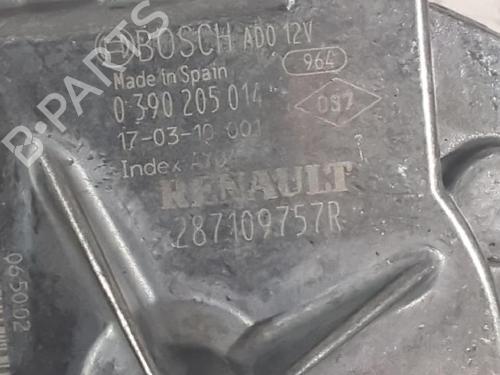 BOSCH ADO 12V
Made in Spain
964
0 390 205 014
17-03-10 001
Index
RENAULT
287109757R
065002
B-PARTS